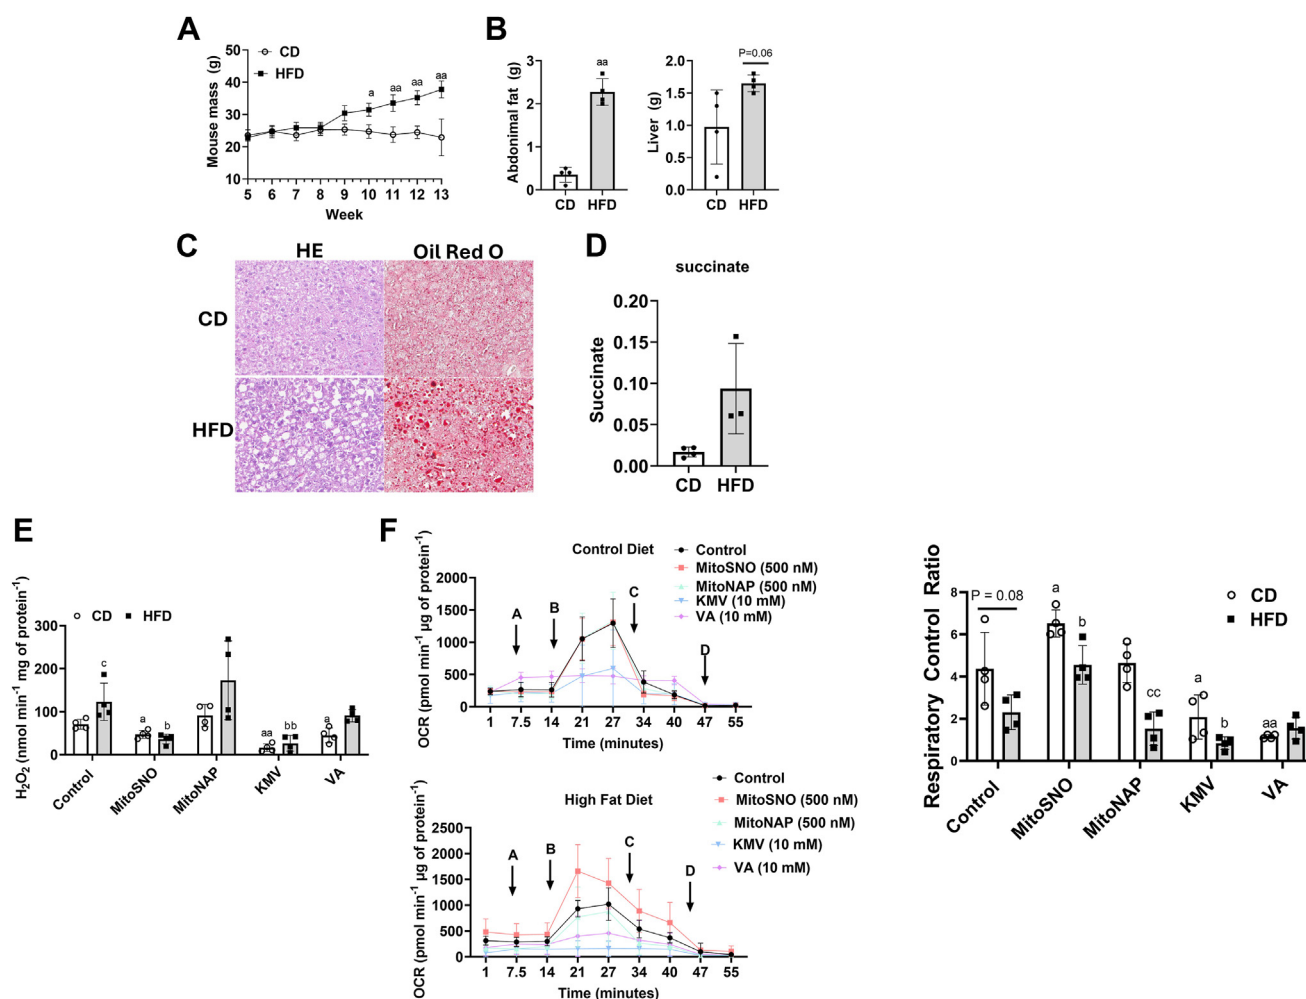 A
Mouse mass (g)
50
40
30
20
10
CD
HFD
a
aa
aa
aa
5
6
7
8
9
10
11
12
13
Week
B
Abdonimal fat (g)
3
2
1
0
aa
CD
HFD
Liver (g)
2.0
1.5
1.0
0.5
0.0
P=0.06
CD
HFD
C
HE
Oil Red O
CD
HFD
D
succinate
Succinate
0.20
0.15
0.10
0.05
0.00
CD
HFD
E
H₂O₂ (nmol min⁻¹ mg of protein⁻¹)
CD
HFD
300
200
100
0
c
a
b
aa
bb
a
Control
MitoSNO
MitoNAP
KMV
VA
F
Control Diet
OCR (pmol min⁻¹ µg of protein⁻¹)
2000
1500
1000
500
0
A
B
C
D
Control
MitoSNO (500 nM)
MitoNAP (500 nM)
KMV (10 mM)
VA (10 mM)
1
7.5
14
21
27
34
40
47
55
Time (minutes)
High Fat Diet
OCR (pmol min⁻¹ µg of protein⁻¹)
2500
2000
1500
1000
500
0
A
B
C
D
Control
MitoSNO (500 nM)
MitoNAP (500 nM)
KMV (10 mM)
VA (10 mM)
1
7.5
14
21
27
34
40
47
55
Time (minutes)
Respiratory Control Ratio
8
6
4
2
0
P = 0.08
a
b
cc
a
b
aa
CD
HFD
Control
MitoSNO
MitoNAP
KMV
VA